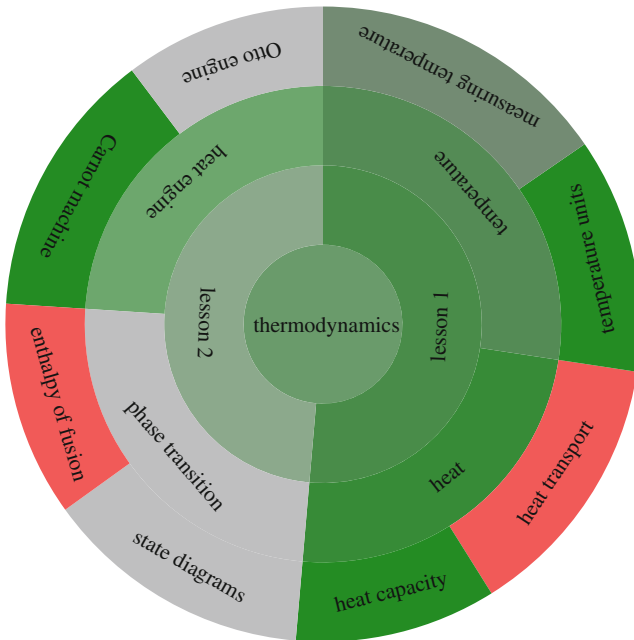 thermodynamics
lesson 1
lesson 2
temperature
heat
phase transition
heat engine
measuring temperature
temperature units
heat transport
heat capacity
state diagrams
enthalpy of fusion
Carnot machine
Otto engine